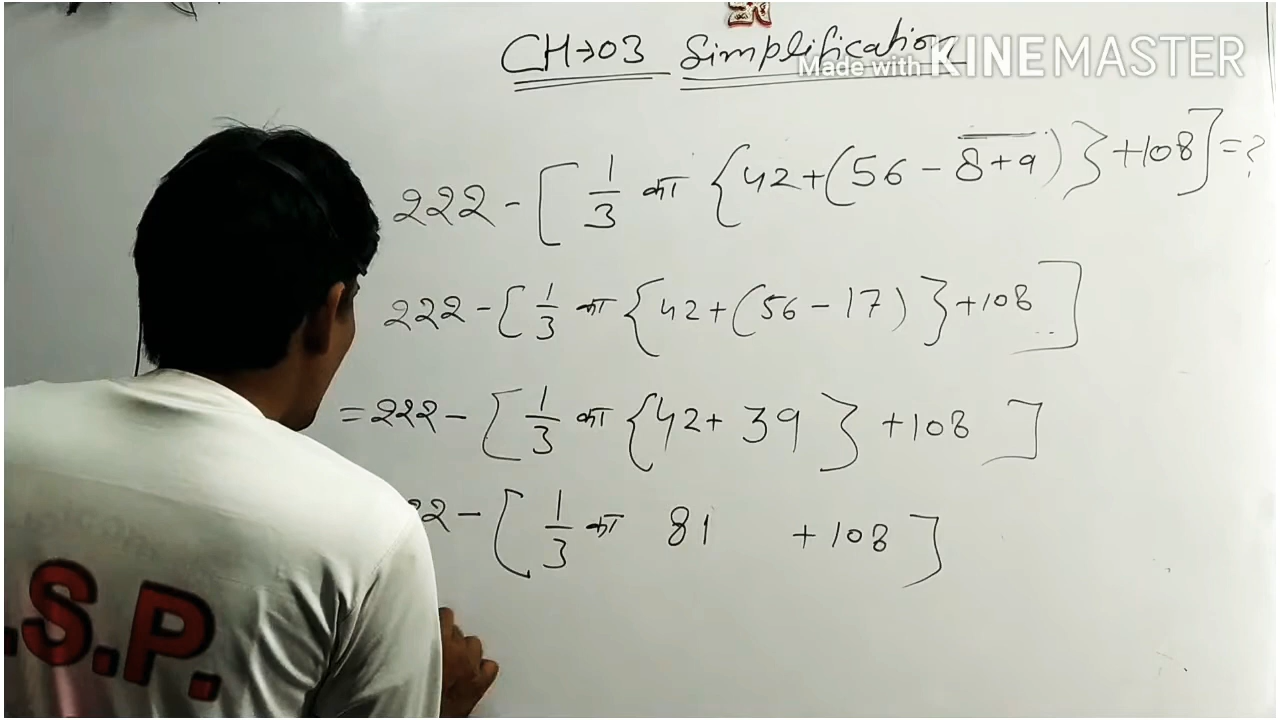 CH→03 Simplification
Made with KINEMASTER
222 - [ 1/3 का { 42 + ( 56 - 8̅ ̅+̅ ̅9̅ ) } + 108 ] = ?
222 - [ 1/3 का { 42 + ( 56 - 17 ) } + 108 ]
= 222 - [ 1/3 का { 42 + 39 } + 108 ]
22 - [ 1/3 का 81 + 108 ]
.S.P.